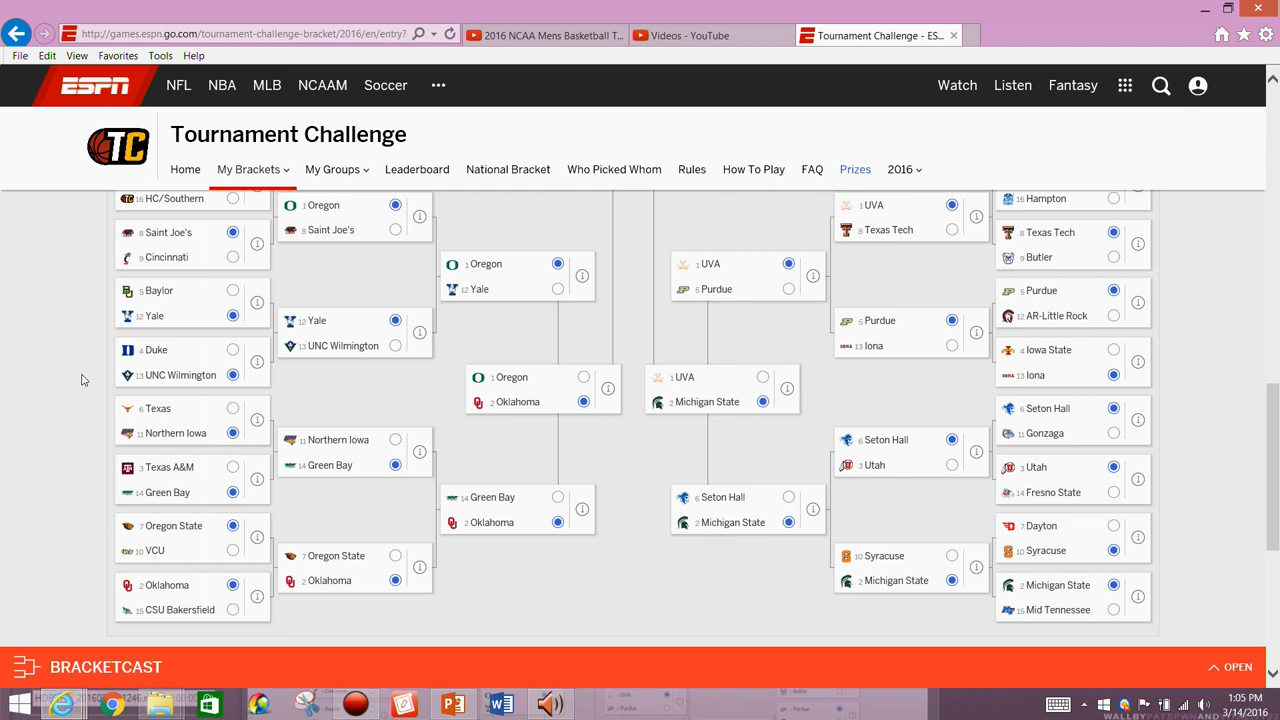 http://games.espn.go.com/tournament-challenge-bracket/2016/en/entry?
2016 NCAA Mens Basketball T...
Videos - YouTube
Tournament Challenge - ES...
File Edit View Favorites Tools Help
ESPN
NFL NBA MLB NCAAM Soccer
Watch Listen Fantasy
TC
Tournament Challenge
Home My Brackets My Groups Leaderboard National Bracket Who Picked Whom Rules How To Play FAQ Prizes 2016
16 HC/Southern
8 Saint Joe's
9 Cincinnati
5 Baylor
12 Yale
4 Duke
13 UNC Wilmington
6 Texas
11 Northern Iowa
3 Texas A&M
14 Green Bay
7 Oregon State
10 VCU
2 Oklahoma
15 CSU Bakersfield
1 Oregon
8 Saint Joe's
12 Yale
13 UNC Wilmington
11 Northern Iowa
14 Green Bay
7 Oregon State
2 Oklahoma
1 Oregon
12 Yale
14 Green Bay
2 Oklahoma
1 Oregon
2 Oklahoma
1 UVA
2 Michigan State
1 UVA
5 Purdue
6 Seton Hall
2 Michigan State
1 UVA
8 Texas Tech
5 Purdue
13 Iona
6 Seton Hall
3 Utah
10 Syracuse
2 Michigan State
16 Hampton
8 Texas Tech
9 Butler
5 Purdue
12 AR-Little Rock
4 Iowa State
13 Iona
6 Seton Hall
11 Gonzaga
3 Utah
14 Fresno State
7 Dayton
10 Syracuse
2 Michigan State
15 Mid Tennessee
BRACKETCAST
OPEN
1:05 PM
3/14/2016